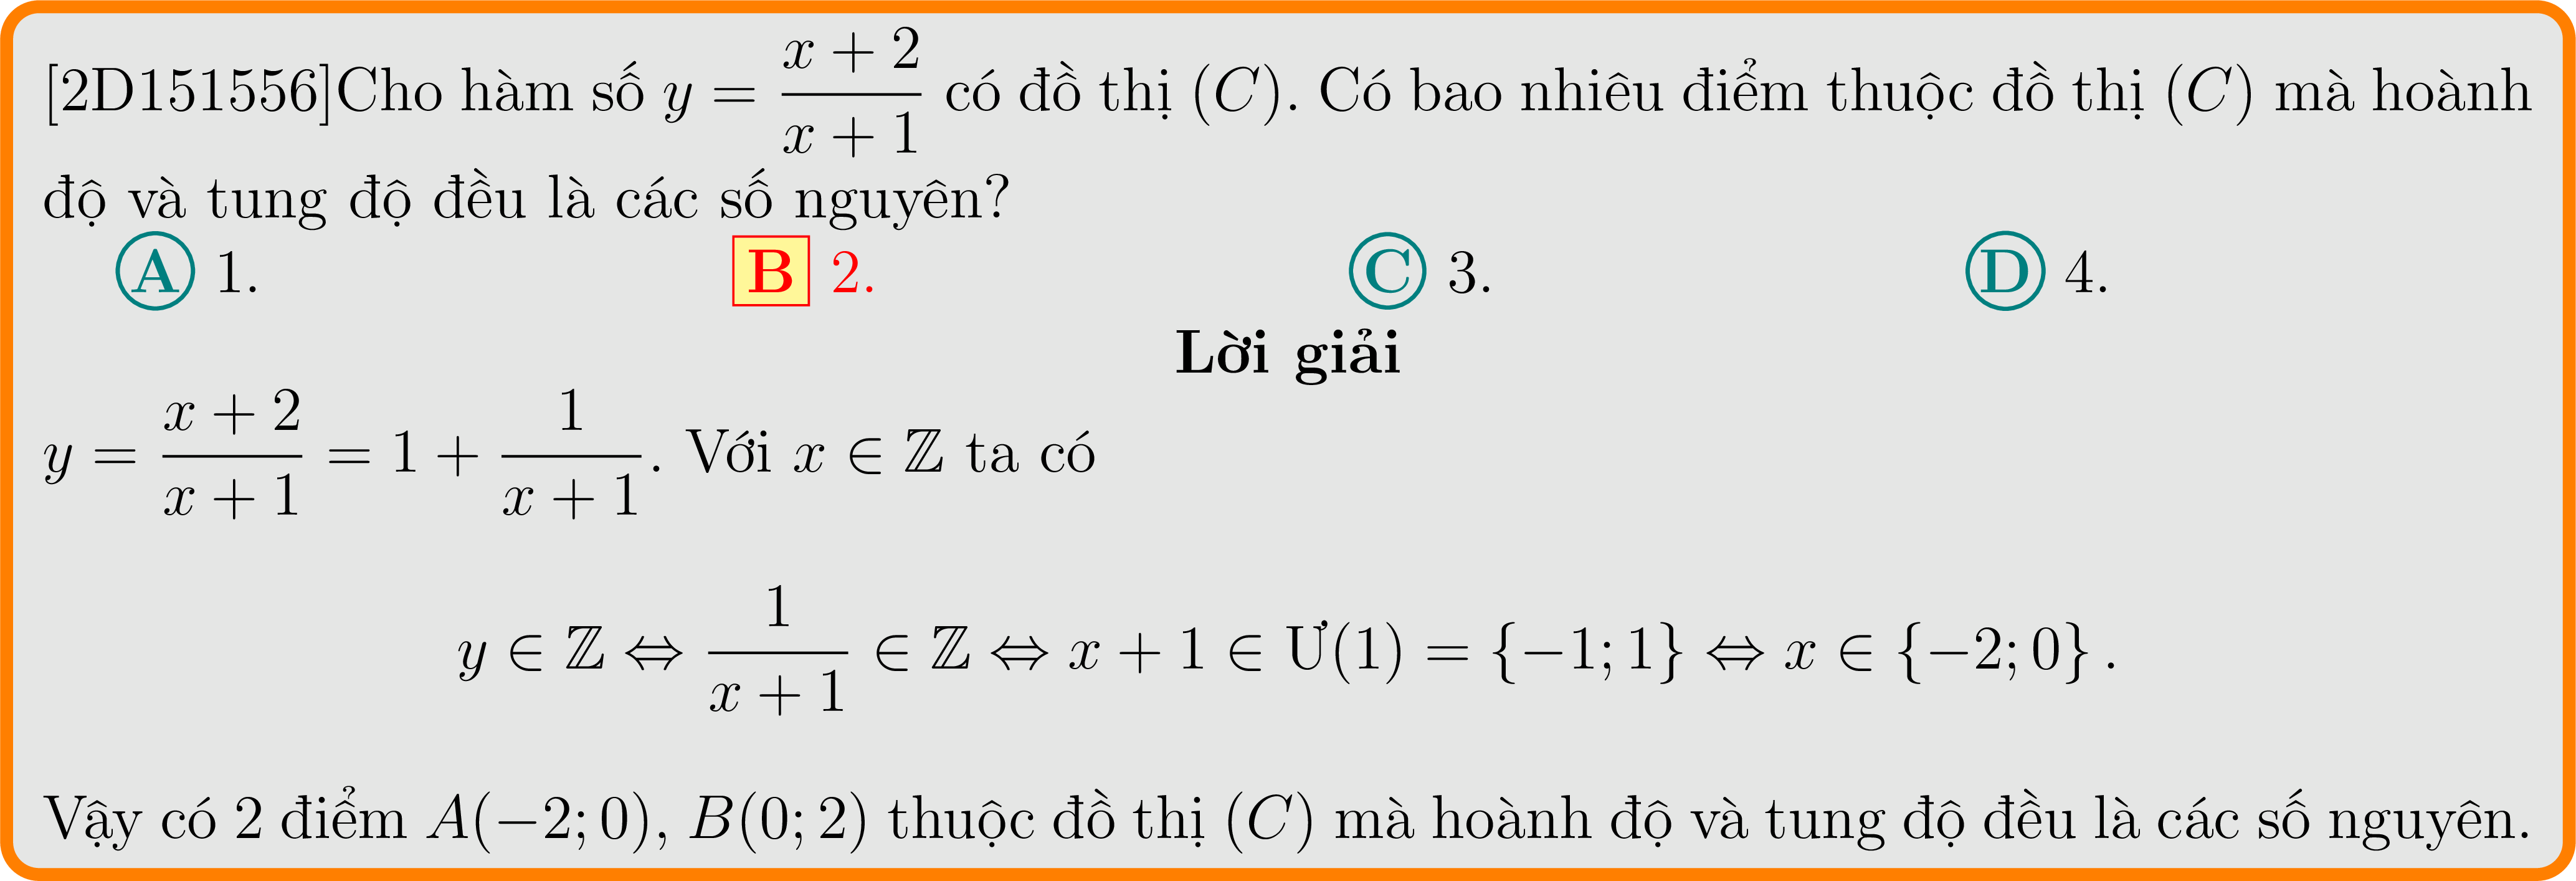 [2D151556]Cho hàm số $y = \dfrac{x+2}{x+1}$ có đồ thị $(C)$. Có bao nhiêu điểm thuộc đồ thị $(C)$ mà hoành
độ và tung độ đều là các số nguyên?
A 1. B 2. C 3. D 4.
Lời giải
$y = \dfrac{x+2}{x+1} = 1 + \dfrac{1}{x+1}$. Với $x \in \mathbb{Z}$ ta có
$y \in \mathbb{Z} \Leftrightarrow \dfrac{1}{x+1} \in \mathbb{Z} \Leftrightarrow x+1 \in \text{Ư}(1) = \{-1;1\} \Leftrightarrow x \in \{-2;0\}.$
Vậy có 2 điểm $A(-2;0)$, $B(0;2)$ thuộc đồ thị $(C)$ mà hoành độ và tung độ đều là các số nguyên.